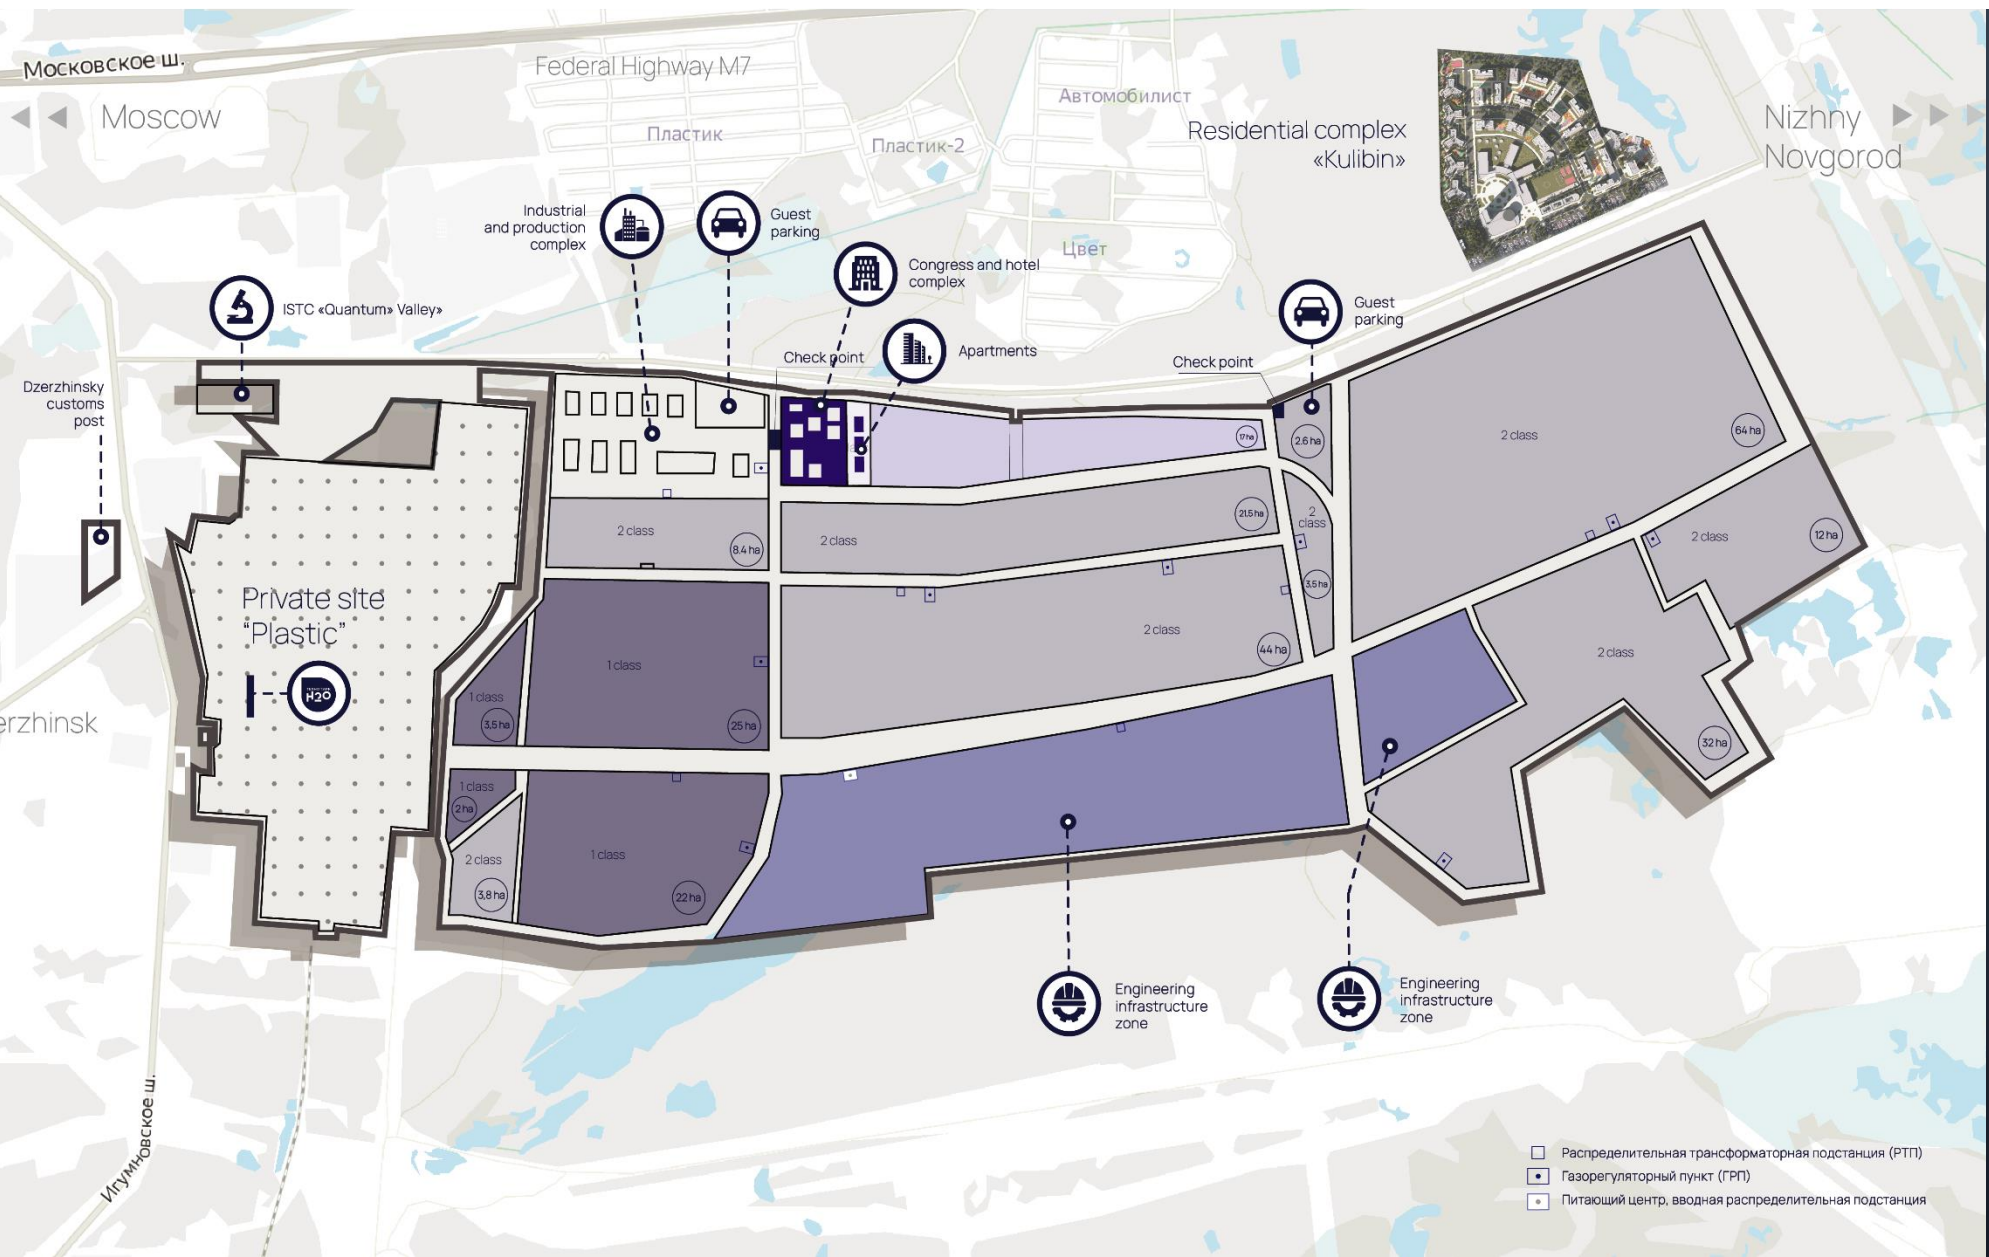 Московское ш.
Federal Highway M7
Moscow
Автомобилист
Пластик
Пластик-2
Residential complex
«Kulibin»
Nizhny
Novgorod
Industrial
and production
complex
Guest
parking
Цвет
Congress and hotel
complex
ISTC «Quantum» Valley»
Guest
parking
Check point
Apartments
Check point
Dzerzhinsky
customs
post
17 ha
2.6 ha
2 class
64 ha
2 class
8.4 ha
2 class
21.5 ha
2
class
3.5 ha
2 class
12 ha
Private site
“Plastic”
H2O
1 class
3,5 ha
1 class
25 ha
2 class
44 ha
2 class
32 ha
erzhinsk
1 class
2 ha
2 class
3,8 ha
1 class
22 ha
Engineering
infrastructure
zone
Engineering
infrastructure
zone
Игумновское ш.
Распределительная трансформаторная подстанция (РТП)
Газорегуляторный пункт (ГРП)
Питающий центр, вводная распределительная подстанция